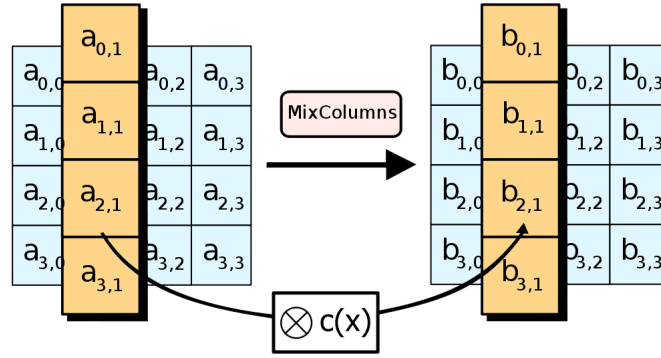 a0,0 a0,1 a0,2 a0,3
a1,0 a1,1 a1,2 a1,3
a2,0 a2,1 a2,2 a2,3
a3,0 a3,1 a3,2 a3,3
MixColumns
b0,0 b0,1 b0,2 b0,3
b1,0 b1,1 b1,2 b1,3
b2,0 b2,1 b2,2 b2,3
b3,0 b3,1 b3,2 b3,3
⊗ c(x)